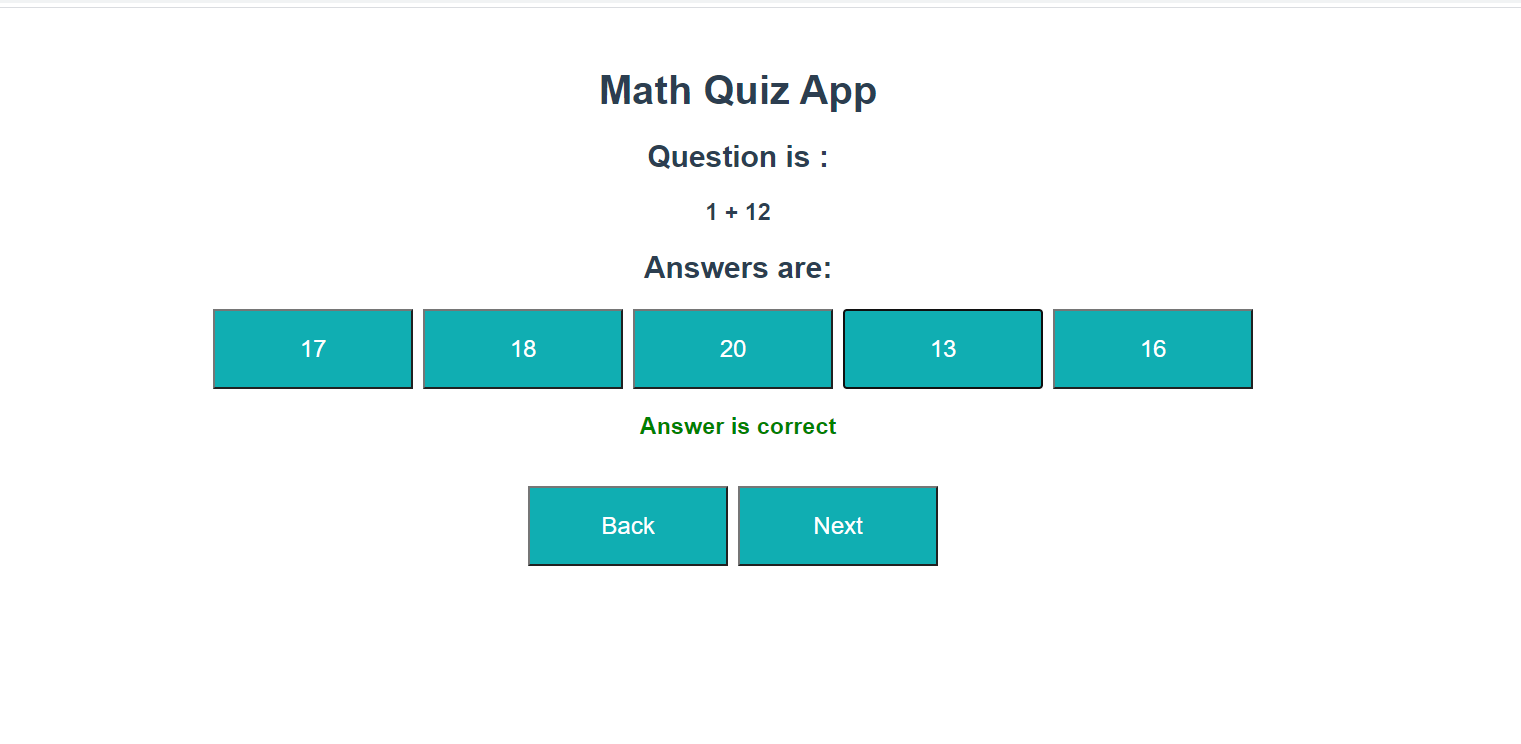 Math Quiz App
Question is :
1 + 12
Answers are:
17 18 20 13 16
Answer is correct
Back Next